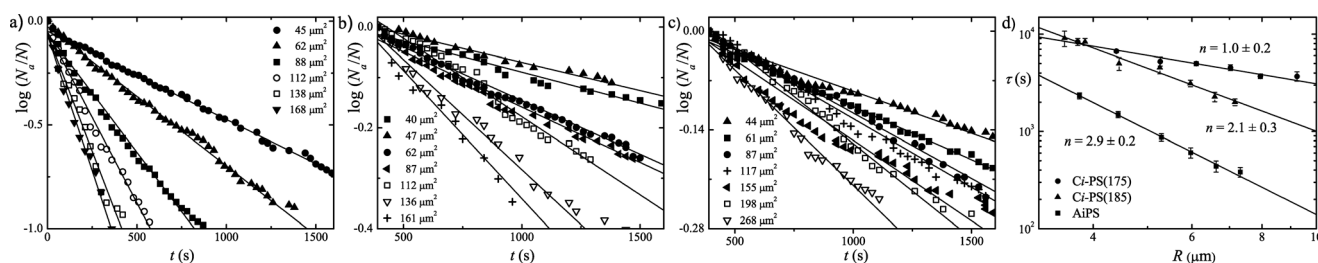 a)
log (Nₐ/N)
0.0
-0.5
-1.0
0
500
1000
1500
t (s)
45 μm²
62 μm²
88 μm²
112 μm²
138 μm²
168 μm²
b)
log (Nₐ/N)
0.0
-0.2
-0.4
500
1000
1500
t (s)
40 μm²
47 μm²
62 μm²
87 μm²
112 μm²
136 μm²
161 μm²
c)
log (Nₐ/N)
0.00
-0.14
-0.28
500
1000
1500
t (s)
44 μm²
61 μm²
87 μm²
117 μm²
155 μm²
198 μm²
268 μm²
d)
τ (s)
10⁴
10³
10²
4
6
8
10
R (μm)
n = 1.0 ± 0.2
n = 2.1 ± 0.3
n = 2.9 ± 0.2
Ci-PS(175)
Ci-PS(185)
AiPS